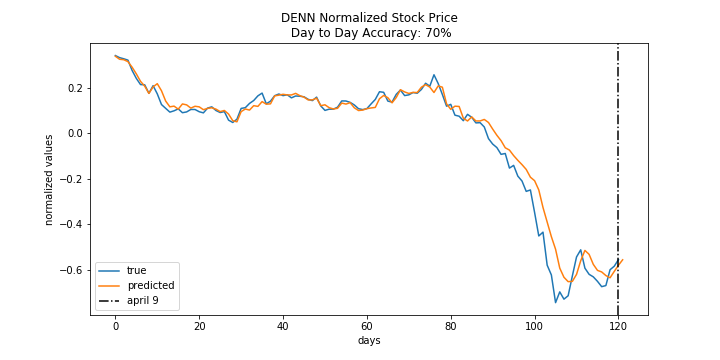 DENN Normalized Stock Price
Day to Day Accuracy: 70%
normalized values
0.2
0.0
−0.2
−0.4
−0.6
true
predicted
april 9
0
20
40
60
80
100
120
days